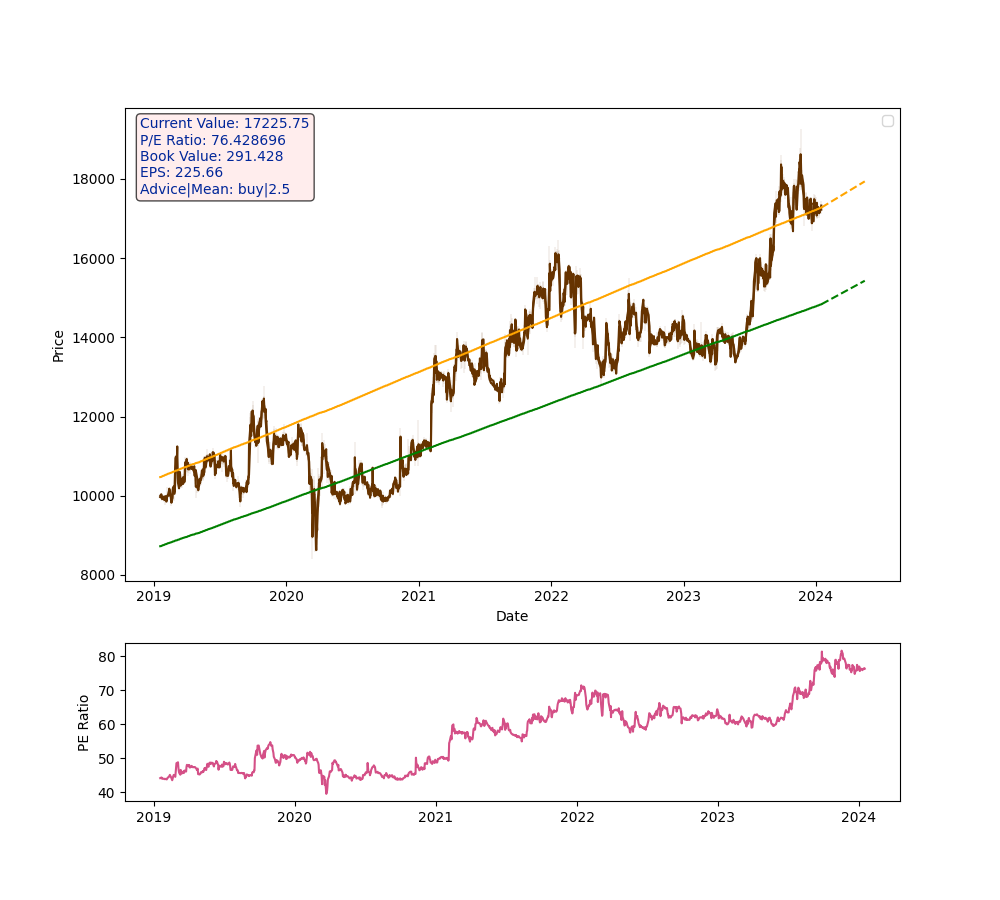 Current Value: 17225.75
P/E Ratio: 76.428696
Book Value: 291.428
EPS: 225.66
Advice|Mean: buy|2.5
18000
16000
14000
12000
10000
8000
Price
2019 2020 2021 2022 2023 2024
Date
80
70
60
50
40
PE Ratio
2019 2020 2021 2022 2023 2024